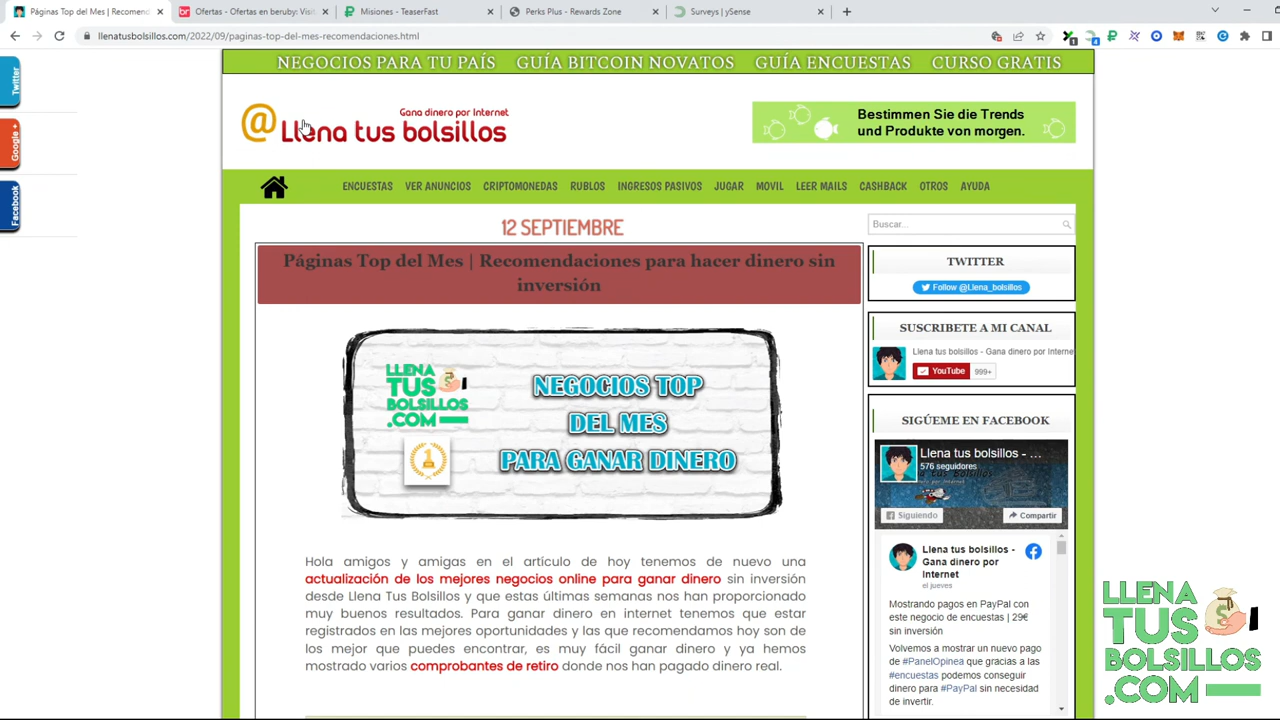 Páginas Top del Mes | Recomend
Ofertas - Ofertas en beruby: Visit
Misiones - TeaserFast
Perks Plus - Rewards Zone
Surveys | ySense
llenatusbolsillos.com/2022/09/paginas-top-del-mes-recomendaciones.html
Twitter
Google +
Facebook
NEGOCIOS PARA TU PAÍS GUÍA BITCOIN NOVATOS GUÍA ENCUESTAS CURSO GRATIS
@ Llena tus bolsillos
Gana dinero por Internet
Bestimmen Sie die Trends
und Produkte von morgen.
ENCUESTAS VER ANUNCIOS CRIPTOMONEDAS RUBLOS INGRESOS PASIVOS JUGAR MOVIL LEER MAILS CASHBACK OTROS AYUDA
12 SEPTIEMBRE
Páginas Top del Mes | Recomendaciones para hacer dinero sin
inversión
LLENA
TUS
BOLSILLOS
.COM
1
NEGOCIOS TOP
DEL MES
PARA GANAR DINERO
Hola amigos y amigas en el artículo de hoy tenemos de nuevo una
actualización de los mejores negocios online para ganar dinero sin inversión
desde Llena Tus Bolsillos y que estas últimas semanas nos han proporcionado
muy buenos resultados. Para ganar dinero en internet tenemos que estar
registrados en las mejores oportunidades y las que recomendamos hoy son de
los mejor que puedes encontrar, es muy fácil ganar dinero y ya hemos
mostrado varios comprobantes de retiro donde nos han pagado dinero real.
Buscar...
TWITTER
Follow @Llena_bolsillos
SUSCRIBETE A MI CANAL
Llena tus bolsillos - Gana dinero por Interne
YouTube 999+
SIGÚEME EN FACEBOOK
Llena tus bolsillos - ...
576 seguidores
Siguiendo
Compartir
Llena tus bolsillos -
Gana dinero por
Internet
el jueves
Mostrando pagos en PayPal con
este negocio de encuestas | 29€
sin inversión
Volvemos a mostrar un nuevo pago
de #PanelOpinea que gracias a las
#encuestas podemos conseguir
dinero para #PayPal sin necesidad
de invertir.
LLENA
TUS
BOLSILLOS
.COM